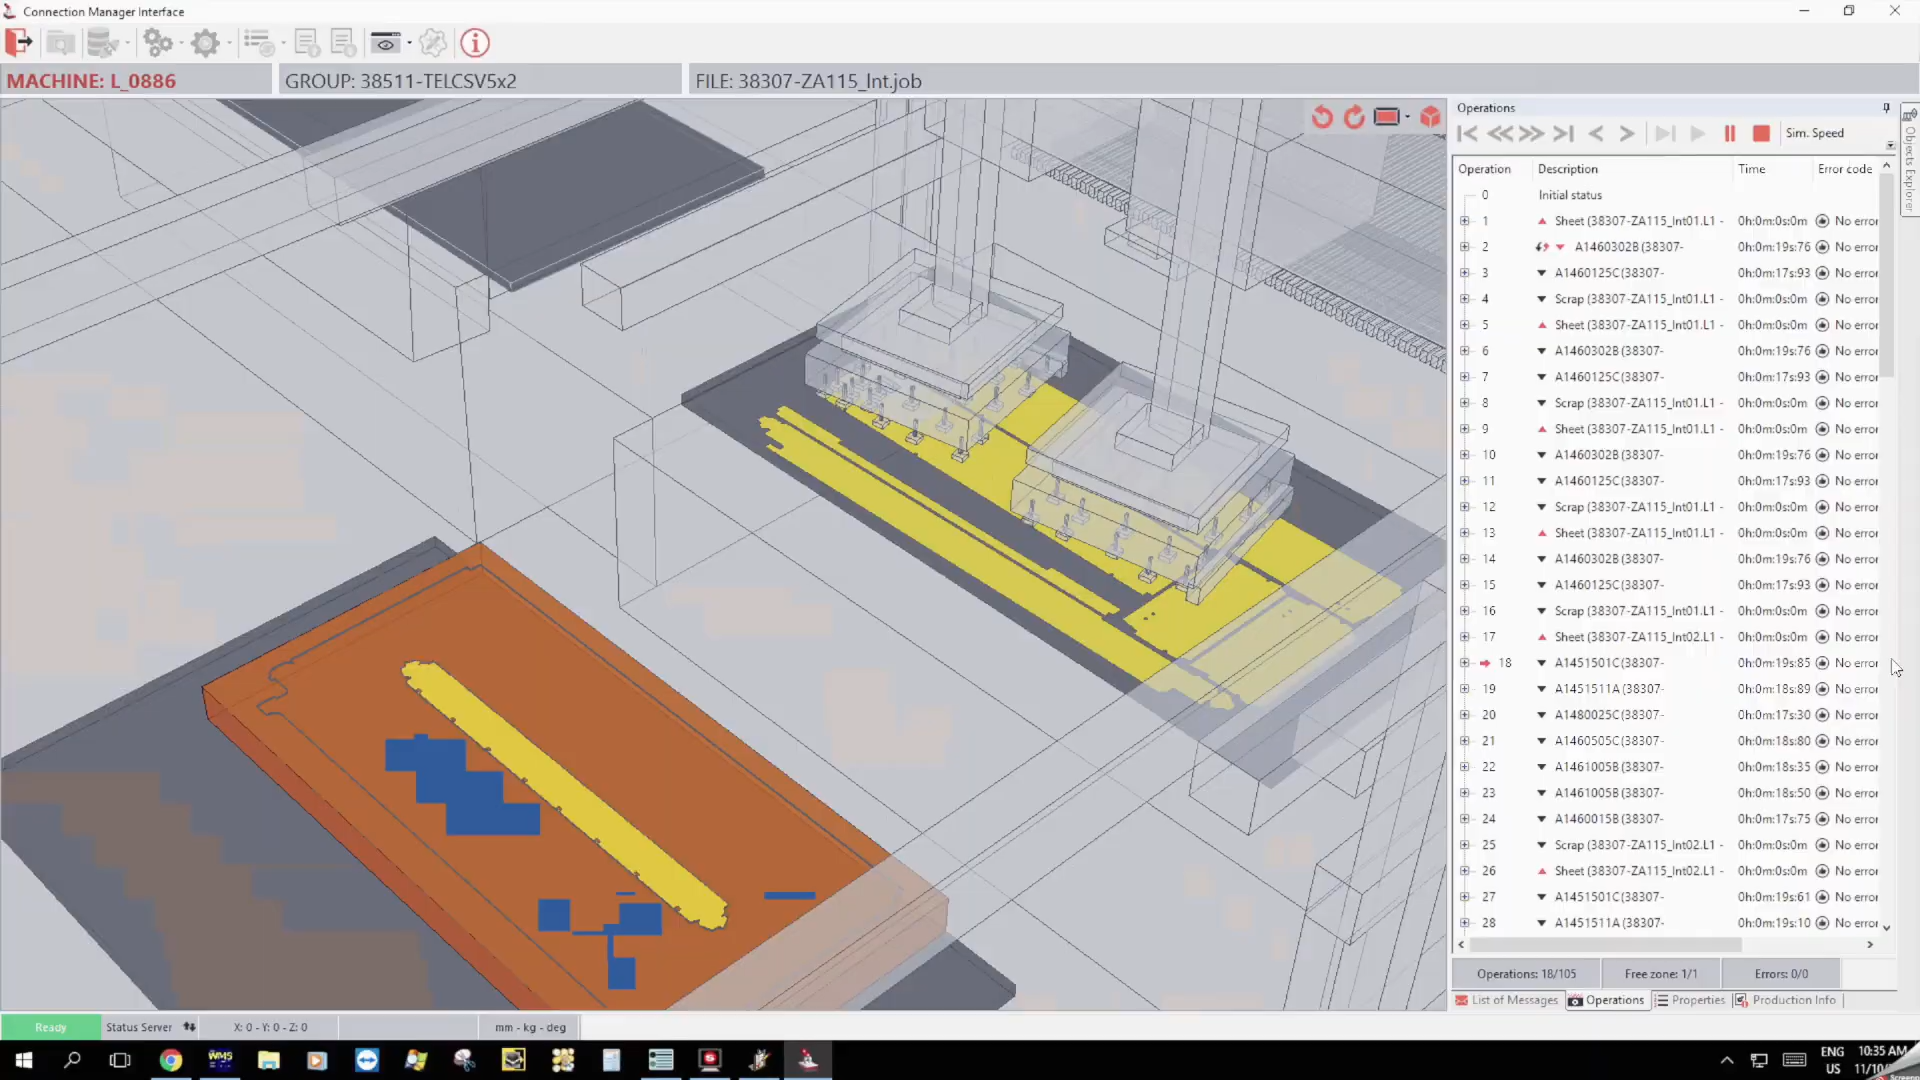 Connection Manager Interface
MACHINE: L_0886
GROUP: 38511-TELCSV5x2
FILE: 38307-ZA115_Int.job
Operations
Sim. Speed
Objects Explorer
Operation Description Time Error code
0 Initial status
1 Sheet (38307-ZA115_Int01.L1 - 0h:0m:0s:0m No error
2 A1460302B (38307- 0h:0m:19s:76 No error
3 A1460125C(38307- 0h:0m:17s:93 No error
4 Scrap (38307-ZA115_Int01.L1 - 0h:0m:0s:0m No error
5 Sheet (38307-ZA115_Int01.L1 - 0h:0m:0s:0m No error
6 A1460302B (38307- 0h:0m:19s:76 No error
7 A1460125C(38307- 0h:0m:17s:93 No error
8 Scrap (38307-ZA115_Int01.L1 - 0h:0m:0s:0m No error
9 Sheet (38307-ZA115_Int01.L1 - 0h:0m:0s:0m No error
10 A1460302B (38307- 0h:0m:19s:76 No error
11 A1460125C(38307- 0h:0m:17s:93 No error
12 Scrap (38307-ZA115_Int01.L1 - 0h:0m:0s:0m No error
13 Sheet (38307-ZA115_Int01.L1 - 0h:0m:0s:0m No error
14 A1460302B (38307- 0h:0m:19s:76 No error
15 A1460125C(38307- 0h:0m:17s:93 No error
16 Scrap (38307-ZA115_Int01.L1 - 0h:0m:0s:0m No error
17 Sheet (38307-ZA115_Int02.L1 - 0h:0m:0s:0m No error
18 A1451501C(38307- 0h:0m:19s:85 No error
19 A1451511A (38307- 0h:0m:18s:89 No error
20 A1480025C(38307- 0h:0m:17s:30 No error
21 A1460505C(38307- 0h:0m:18s:80 No error
22 A1461005B (38307- 0h:0m:18s:35 No error
23 A1461005B (38307- 0h:0m:18s:50 No error
24 A1460015B (38307- 0h:0m:17s:75 No error
25 Scrap (38307-ZA115_Int02.L1 - 0h:0m:0s:0m No error
26 Sheet (38307-ZA115_Int02.L1 - 0h:0m:0s:0m No error
27 A1451501C(38307- 0h:0m:19s:61 No error
28 A1451511A (38307- 0h:0m:19s:10 No error
Operations: 18/105 Free zone: 1/1 Errors: 0/0
List of Messages Operations Properties Production Info
Ready Status Server X: 0 - Y: 0 - Z: 0 mm - kg - deg
WMS
ENG 10:35 AM
US 11/10/